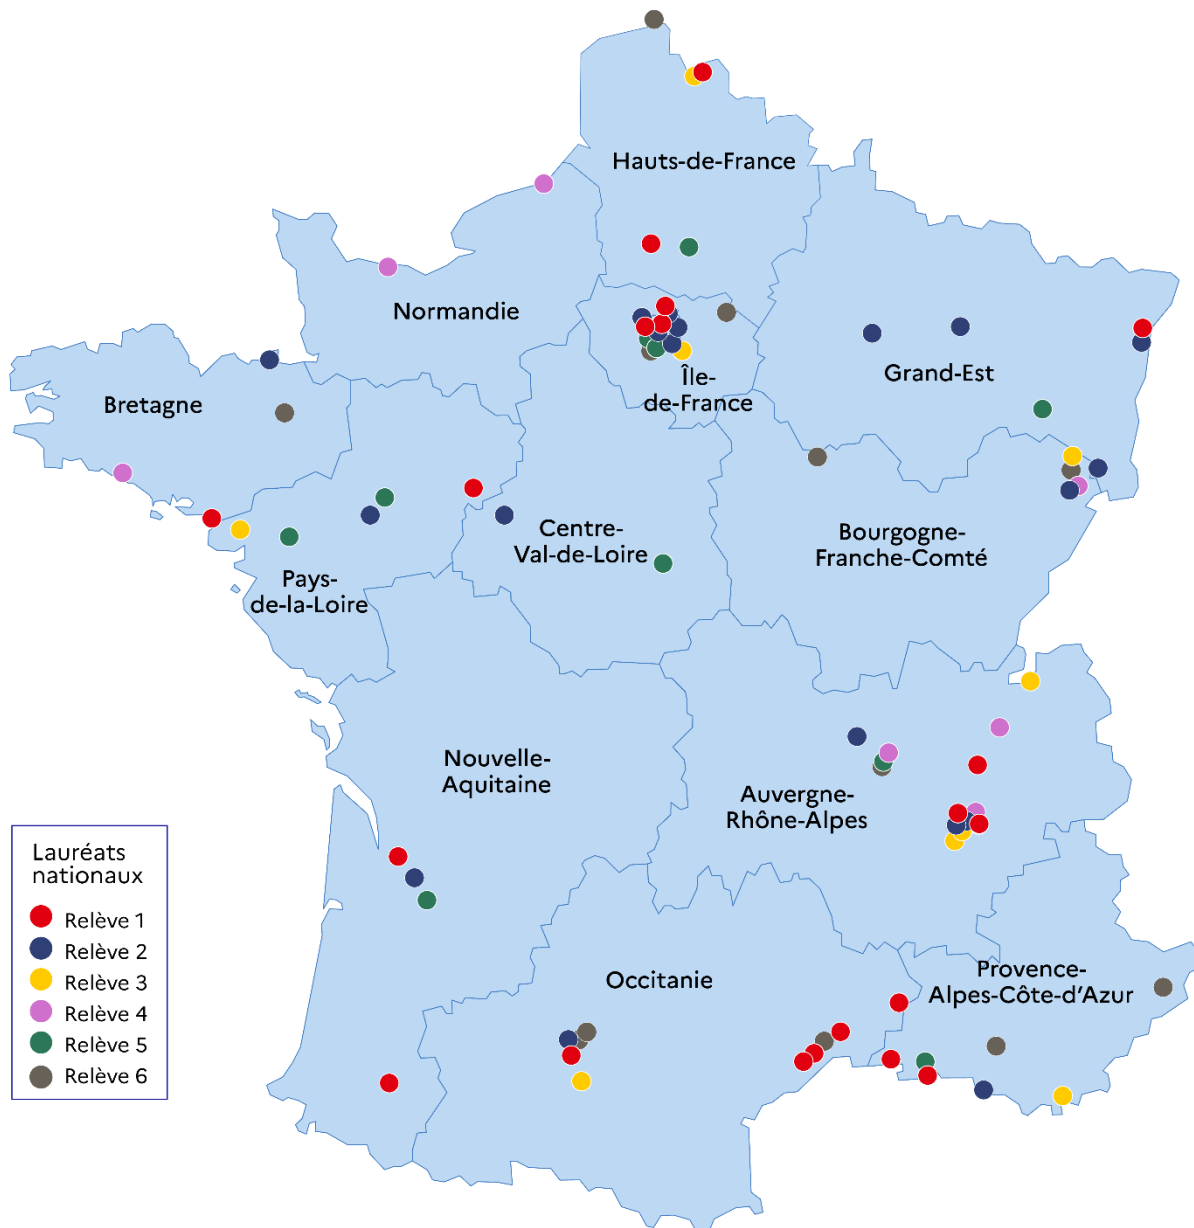 Hauts-de-France
Normandie
Île-
de-France
Grand-Est
Bretagne
Centre-
Val-de-Loire
Bourgogne-
Franche-Comté
Pays-
de-la-Loire
Nouvelle-
Aquitaine
Auvergne-
Rhône-Alpes
Occitanie
Provence-
Alpes-Côte-d'Azur
Lauréats
nationaux
Relève 1
Relève 2
Relève 3
Relève 4
Relève 5
Relève 6